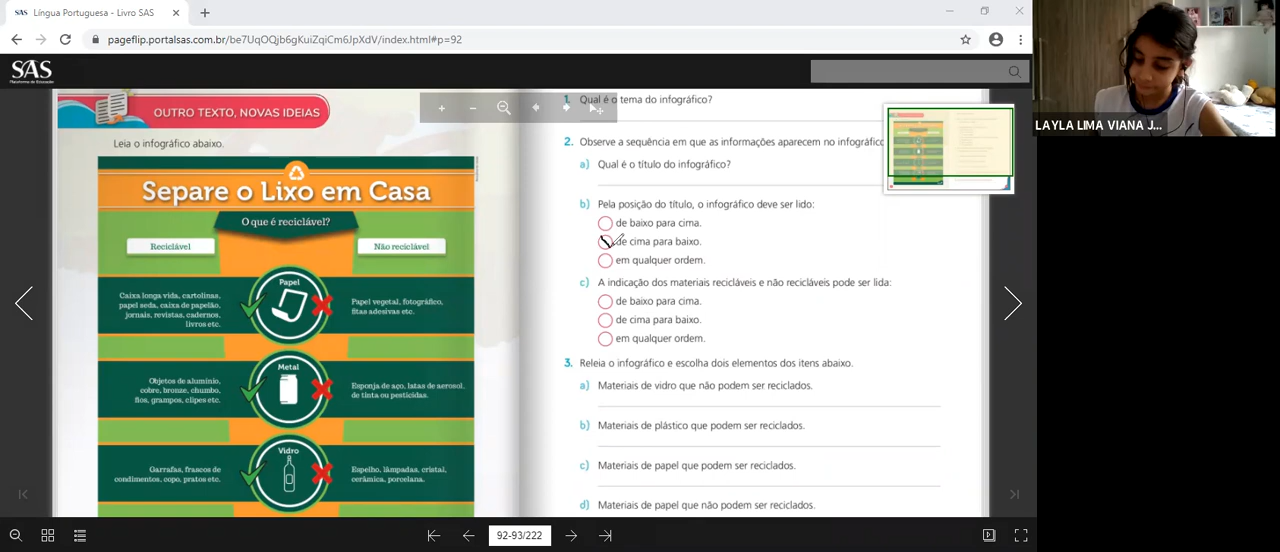 SAS Língua Portuguesa - Livro SAS
pageflip.portalsas.com.br/be7UqOQjb6gKuiZqiCm6JpXdV/index.html#p=92
SAS
Plataforma de Educação
OUTRO TEXTO, NOVAS IDEIAS
Leia o infográfico abaixo.
Separe o Lixo em Casa
O que é reciclável?
Reciclável
Não reciclável
Papel
Caixa longa vida, cartolinas,
papel seda, caixa de papelão,
jornais, revistas, cadernos,
livros etc.
Papel vegetal, fotográfico,
fitas adesivas etc.
Metal
Objetos de alumínio,
cobre, bronze, chumbo,
fios, grampos, clipes etc.
Esponja de aço, latas de aerosol,
de tinta ou pesticidas.
Vidro
Garrafas, frascos de
condimentos, copo, pratos etc.
Espelho, lâmpadas, cristal,
cerâmica, porcelana.
1. Qual é o tema do infográfico?
2. Observe a sequência em que as informações aparecem no infográfico
a) Qual é o título do infográfico?
b) Pela posição do título, o infográfico deve ser lido:
de baixo para cima.
de cima para baixo.
em qualquer ordem.
c) A indicação dos materiais recicláveis e não recicláveis pode ser lida:
de baixo para cima.
de cima para baixo.
em qualquer ordem.
3. Releia o infográfico e escolha dois elementos dos itens abaixo.
a) Materiais de vidro que não podem ser reciclados.
b) Materiais de plástico que podem ser reciclados.
c) Materiais de papel que podem ser reciclados.
d) Materiais de papel que não podem ser reciclados.
92-93/222
LAYLA LIMA VIANA J...